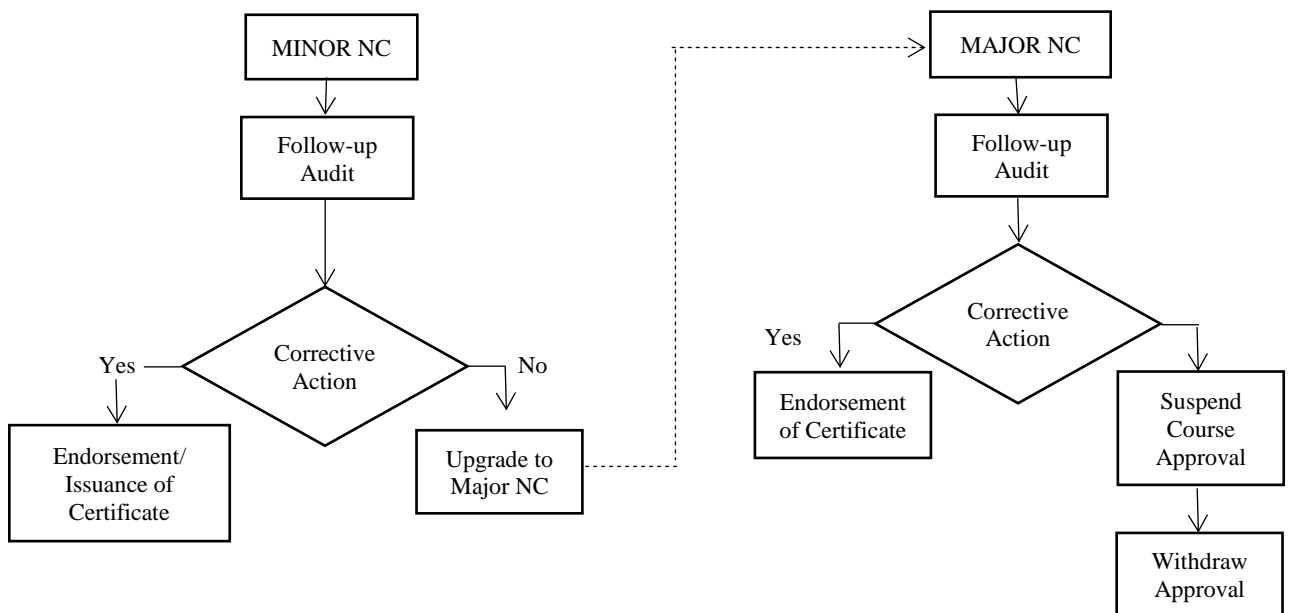 MINOR NC
Follow-up
Audit
Corrective
Action
Yes
No
Endorsement/
Issuance of
Certificate
Upgrade to
Major NC
MAJOR NC
Follow-up
Audit
Corrective
Action
Yes
Endorsement
of Certificate
Suspend
Course
Approval
Withdraw
Approval